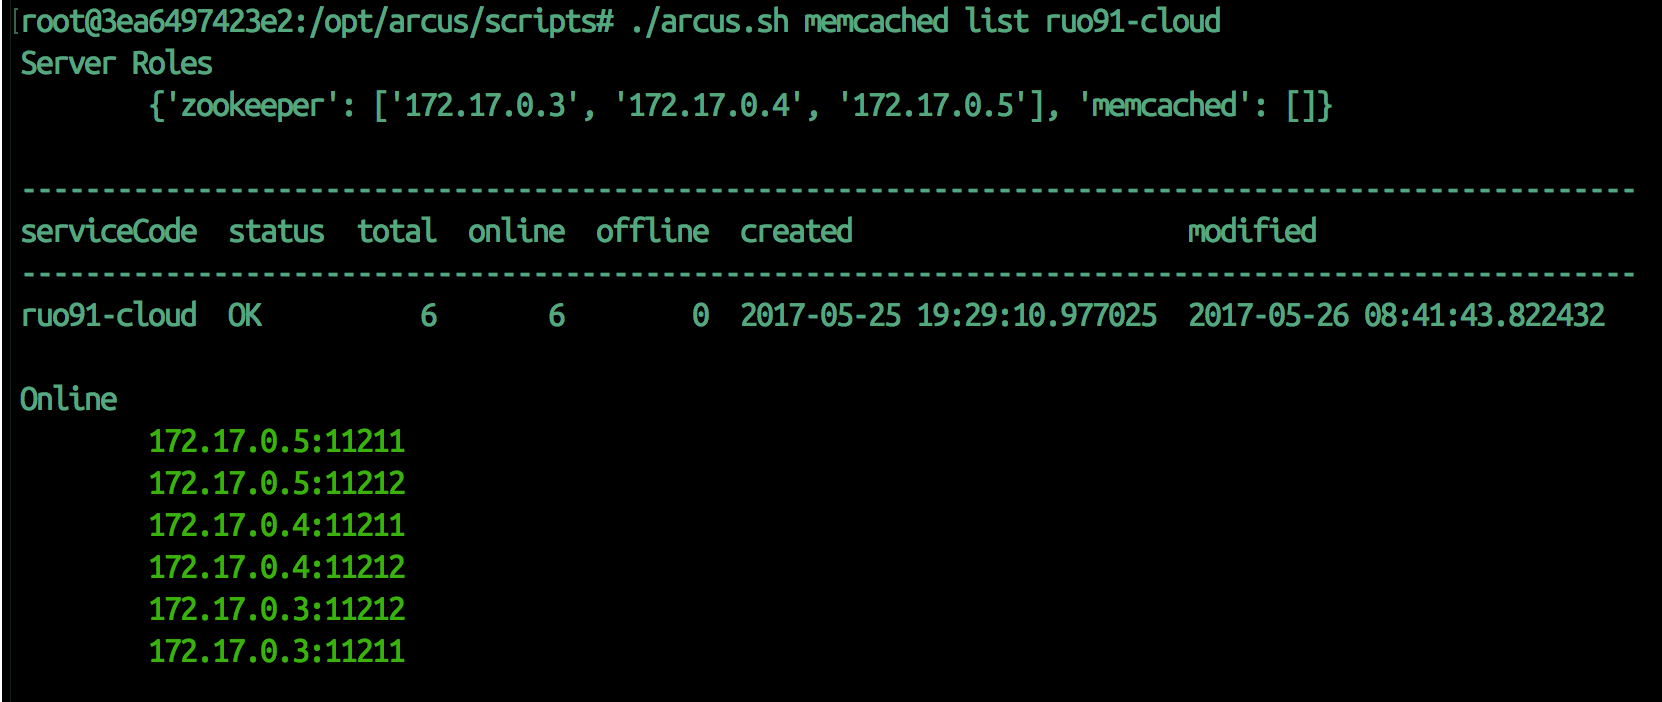 [root@3ea6497423e2:/opt/arcus/scripts# ./arcus.sh memcached list ruo91-cloud
Server Roles
{'zookeeper': ['172.17.0.3', '172.17.0.4', '172.17.0.5'], 'memcached': []}
-----------------------------------------------------------------------------------------------------
serviceCode  status  total  online  offline  created                     modified
-----------------------------------------------------------------------------------------------------
ruo91-cloud  OK          6       6        0  2017-05-25 19:29:10.977025  2017-05-26 08:41:43.822432
Online
172.17.0.5:11211
172.17.0.5:11212
172.17.0.4:11211
172.17.0.4:11212
172.17.0.3:11212
172.17.0.3:11211